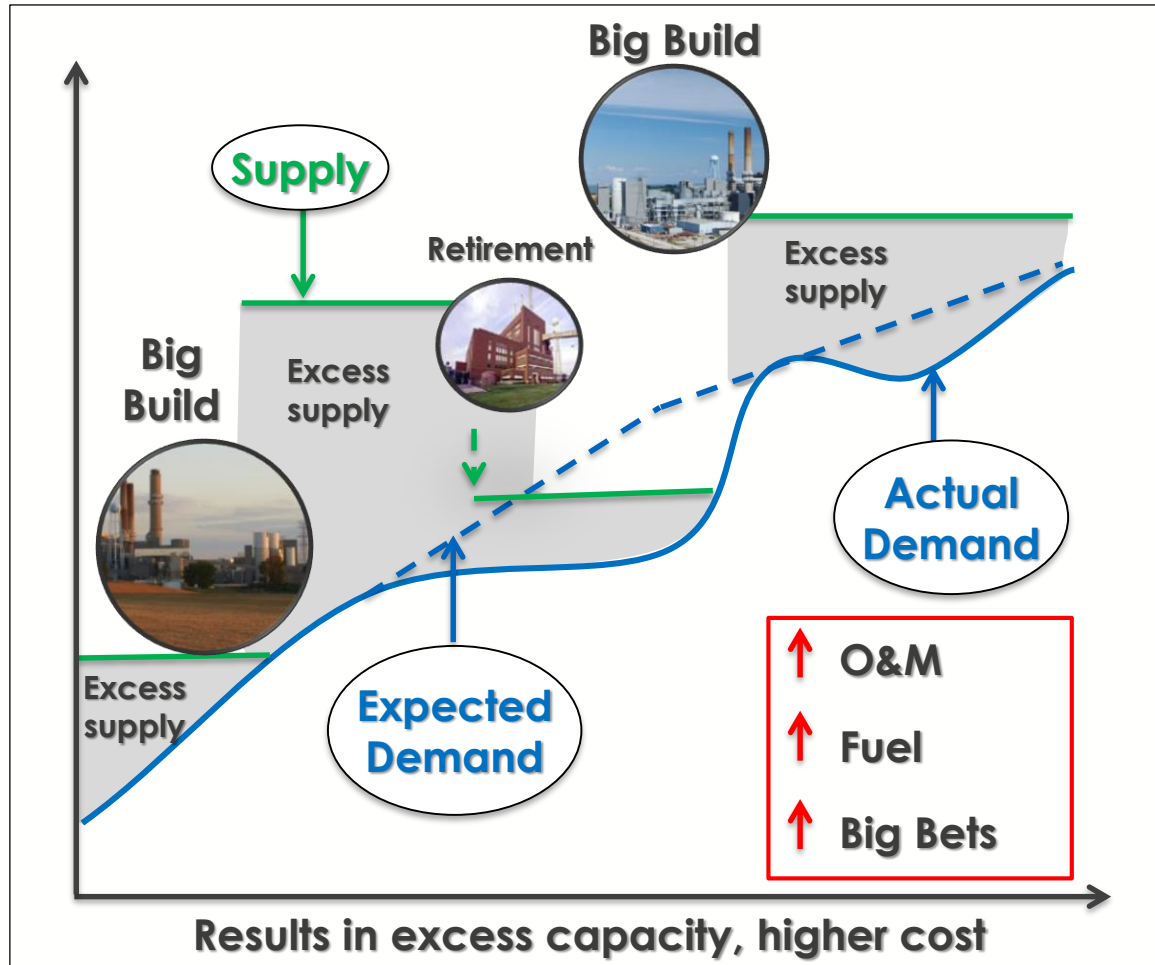 Big Build
Supply
Retirement
Excess
supply
Big
Build
Excess
supply
Actual
Demand
Excess
supply
Expected
Demand
O&M
Fuel
Big Bets
Results in excess capacity, higher cost